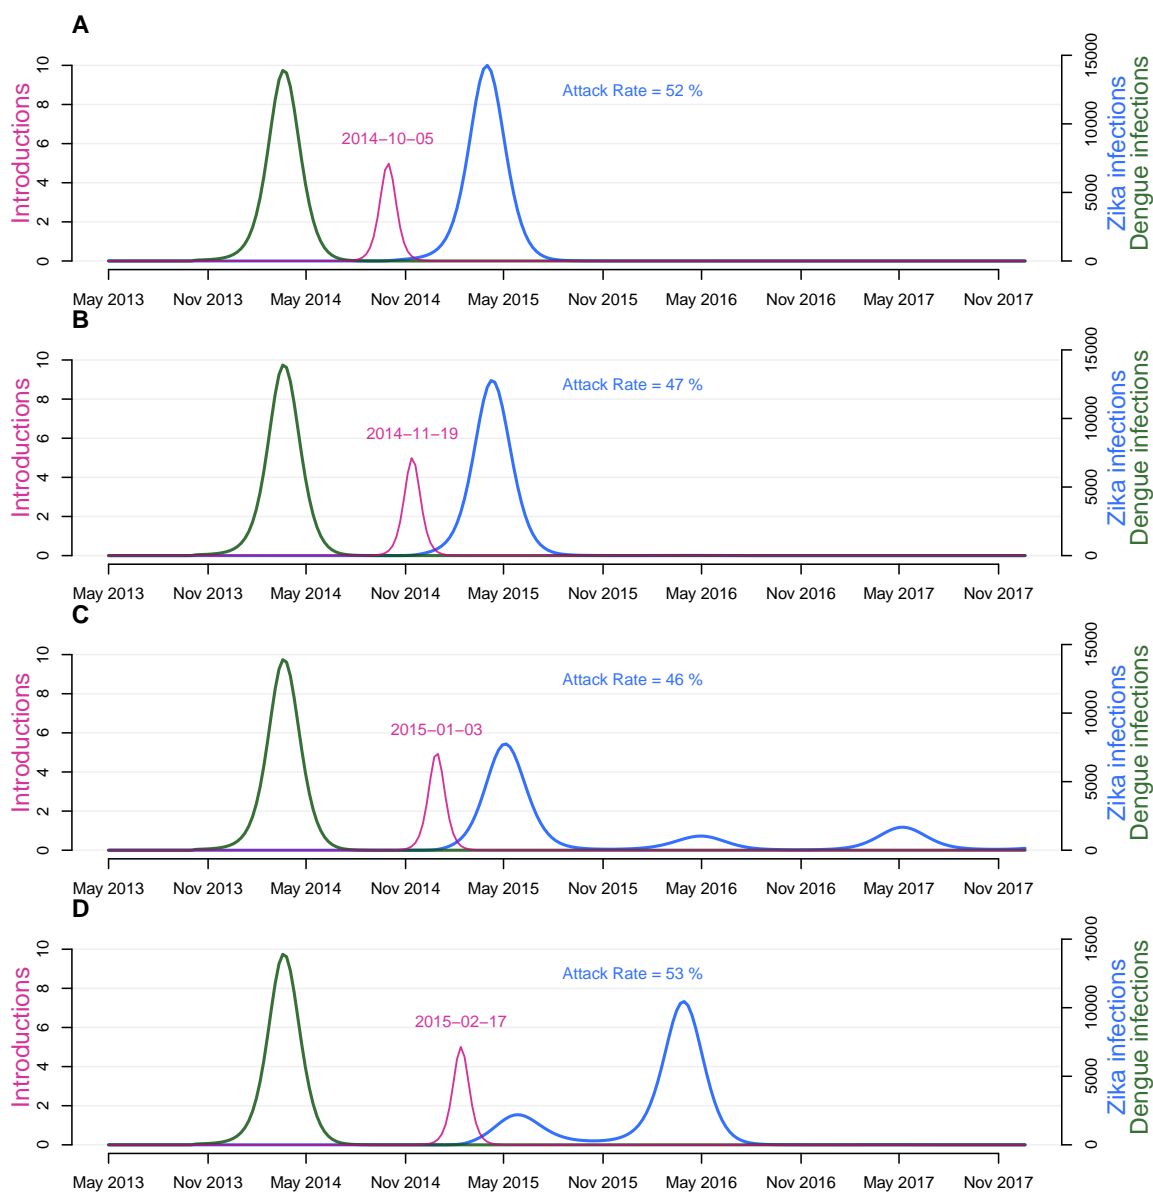 A
Introductions
10
8
6
4
2
0
2014−10−05
Attack Rate = 52 %
15000
10000
5000
0
Zika infections
Dengue infections
May 2013 Nov 2013 May 2014 Nov 2014 May 2015 Nov 2015 May 2016 Nov 2016 May 2017 Nov 2017
B
Introductions
10
8
6
4
2
0
2014−11−19
Attack Rate = 47 %
15000
10000
5000
0
Zika infections
Dengue infections
May 2013 Nov 2013 May 2014 Nov 2014 May 2015 Nov 2015 May 2016 Nov 2016 May 2017 Nov 2017
C
Introductions
10
8
6
4
2
0
2015−01−03
Attack Rate = 46 %
15000
10000
5000
0
Zika infections
Dengue infections
May 2013 Nov 2013 May 2014 Nov 2014 May 2015 Nov 2015 May 2016 Nov 2016 May 2017 Nov 2017
D
Introductions
10
8
6
4
2
0
2015−02−17
Attack Rate = 53 %
15000
10000
5000
0
Zika infections
Dengue infections
May 2013 Nov 2013 May 2014 Nov 2014 May 2015 Nov 2015 May 2016 Nov 2016 May 2017 Nov 2017